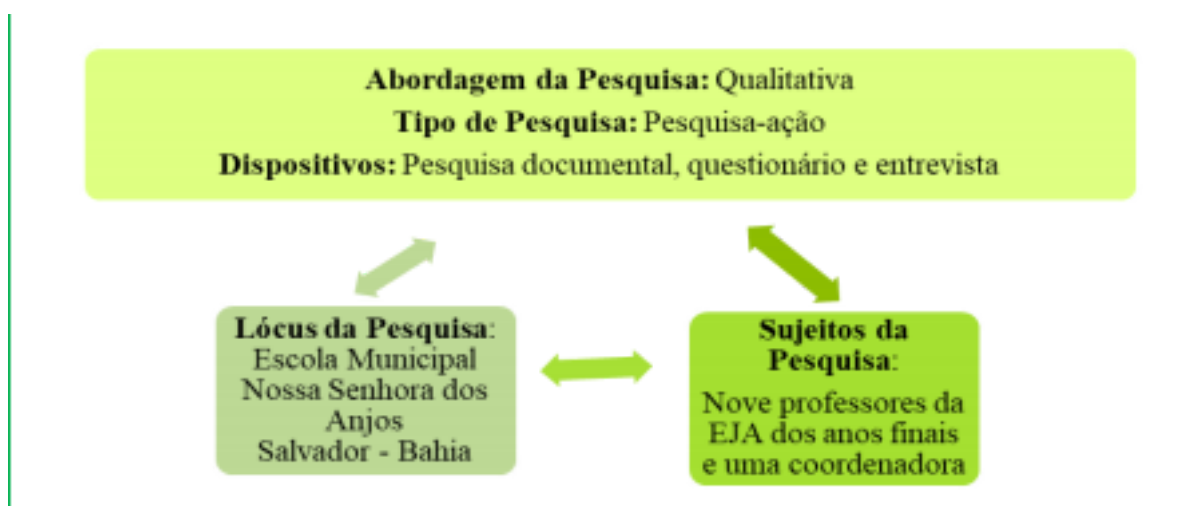 Abordagem da Pesquisa: Qualitativa
Tipo de Pesquisa: Pesquisa-ação
Dispositivos: Pesquisa documental, questionário e entrevista
Lócus da Pesquisa:
Escola Municipal
Nossa Senhora dos
Anjos
Salvador - Bahia
Sujeitos da
Pesquisa:
Nove professores da
EJA dos anos finais
e uma coordenadora